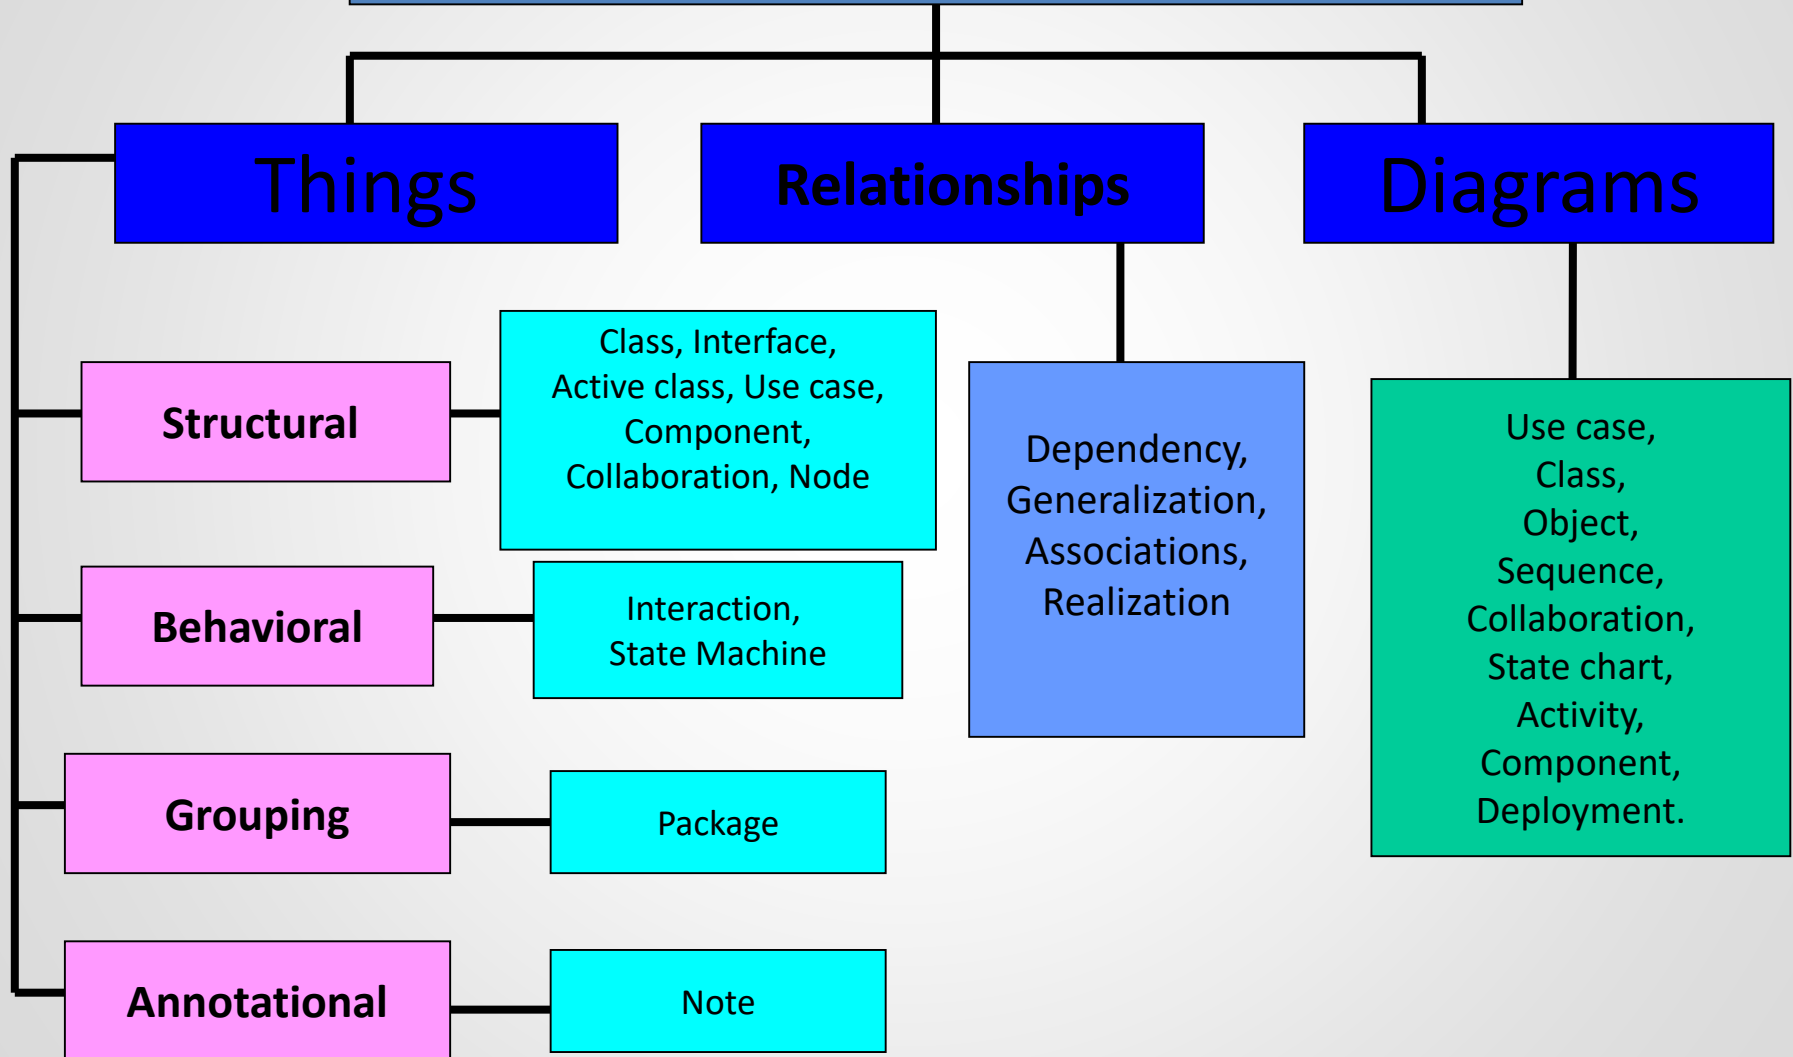 Things
Relationships
Diagrams
Structural
Class, Interface,
Active class, Use case,
Component,
Collaboration, Node
Behavioral
Interaction,
State Machine
Grouping
Package
Annotational
Note
Dependency,
Generalization,
Associations,
Realization
Use case,
Class,
Object,
Sequence,
Collaboration,
State chart,
Activity,
Component,
Deployment.